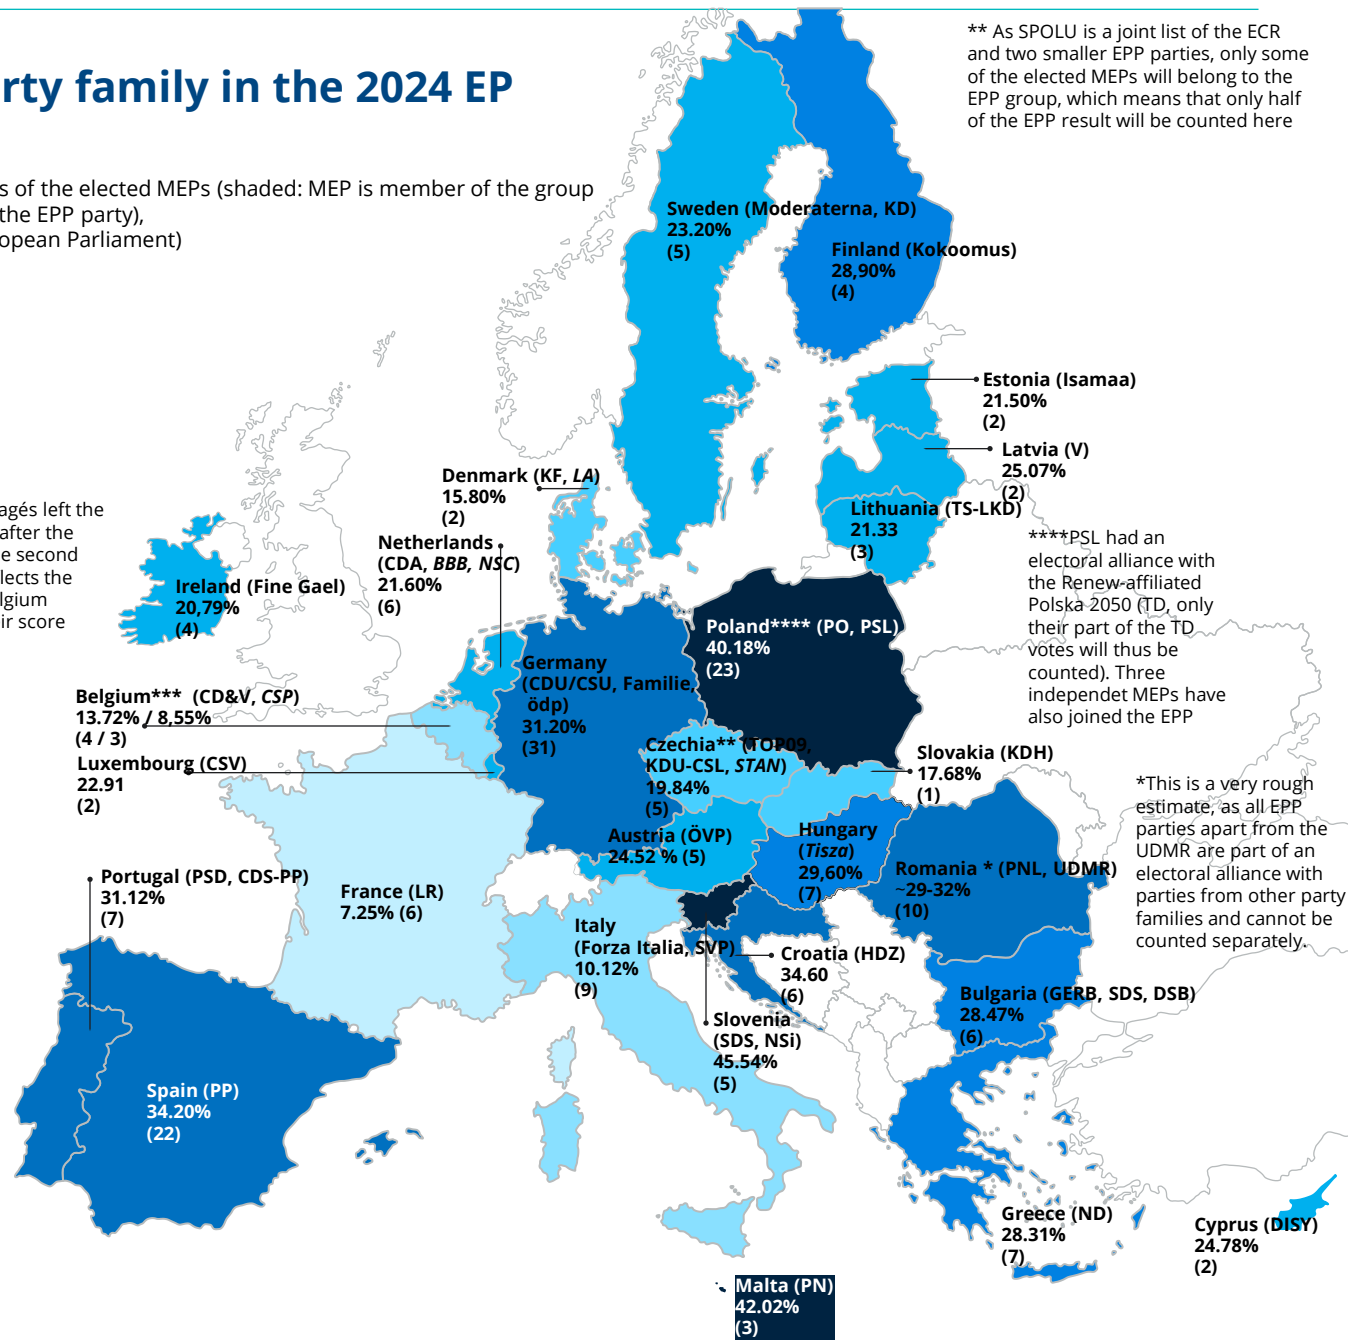 rty family in the 2024 EP
s of the elected MEPs (shaded: MEP is member of the group
the EPP party),
opean Parliament)
** As SPOLU is a joint list of the ECR
and two smaller EPP parties, only some
of the elected MEPs will belong to the
EPP group, which means that only half
of the EPP result will be counted here
Sweden (Moderaterna, KD)
23.20%
(5)
Finland (Kokoomus)
28,90%
(4)
Estonia (Isamaa)
21.50%
(2)
Latvia (V)
25.07%
(2)
Lithuania (TS-LKD)
21.33
(3)
Denmark (KF, LA)
15.80%
(2)
Netherlands
(CDA, BBB, NSC)
21.60%
(6)
agés left the
after the
e second
lects the
lgium
ir score
Ireland (Fine Gael)
20,79%
(4)
****PSL had an
electoral alliance with
the Renew-affiliated
Polska 2050 (TD, only
their part of the TD
votes will thus be
counted). Three
independet MEPs have
also joined the EPP
Poland**** (PO, PSL)
40.18%
(23)
Germany
(CDU/CSU, Familie,
ödp)
31.20%
(31)
Belgium*** (CD&V, CSP)
13.72% / 8,55%
(4 / 3)
Luxembourg (CSV)
22.91
(2)
Czechia** (TOP09,
KDU-CSL, STAN)
19.84%
(5)
Slovakia (KDH)
17.68%
(1)
*This is a very rough
estimate, as all EPP
parties apart from the
UDMR are part of an
electoral alliance with
parties from other party
families and cannot be
counted separately.
Austria (ÖVP)
24.52 % (5)
Hungary
(Tisza)
29,60%
(7)
Romania * (PNL, UDMR)
~29-32%
(10)
Portugal (PSD, CDS-PP)
31.12%
(7)
France (LR)
7.25% (6)
Italy
(Forza Italia, SVP)
10.12%
(9)
Croatia (HDZ)
34.60
(6)
Slovenia
(SDS, NSi)
45.54%
(5)
Bulgaria (GERB, SDS, DSB)
28.47%
(6)
Spain (PP)
34.20%
(22)
Greece (ND)
28.31%
(7)
Cyprus (DISY)
24.78%
(2)
Malta (PN)
42.02%
(3)